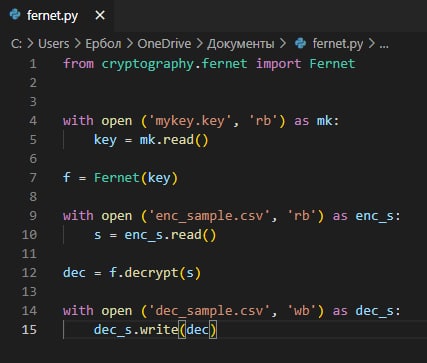 fernet.py ×
C: > Users > Ербол > OneDrive > Документы > fernet.py > ...
1 from cryptography.fernet import Fernet
2
3
4 with open ('mykey.key', 'rb') as mk:
5     key = mk.read()
6
7 f = Fernet(key)
8
9 with open ('enc_sample.csv', 'rb') as enc_s:
10     s = enc_s.read()
11
12 dec = f.decrypt(s)
13
14 with open ('dec_sample.csv', 'wb') as dec_s:
15     dec_s.write(dec)